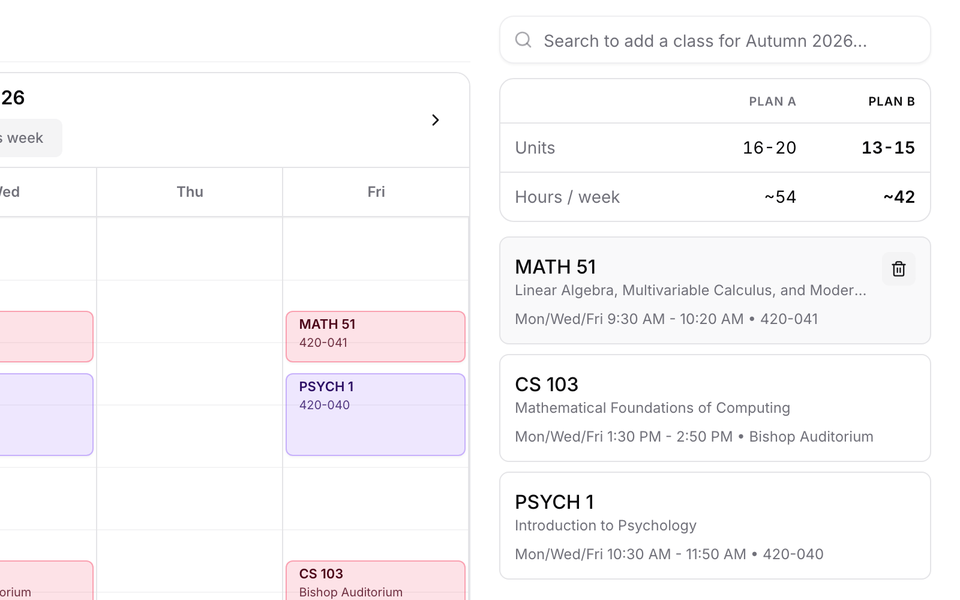 26
s week
Wed
Thu
Fri
MATH 51
420-041
PSYCH 1
420-040
CS 103
orium
Bishop Auditorium
Search to add a class for Autumn 2026...
PLAN A PLAN B
Units 16-20 13-15
Hours / week ~54 ~42
MATH 51
Linear Algebra, Multivariable Calculus, and Moder...
Mon/Wed/Fri 9:30 AM - 10:20 AM • 420-041
CS 103
Mathematical Foundations of Computing
Mon/Wed/Fri 1:30 PM - 2:50 PM • Bishop Auditorium
PSYCH 1
Introduction to Psychology
Mon/Wed/Fri 10:30 AM - 11:50 AM • 420-040